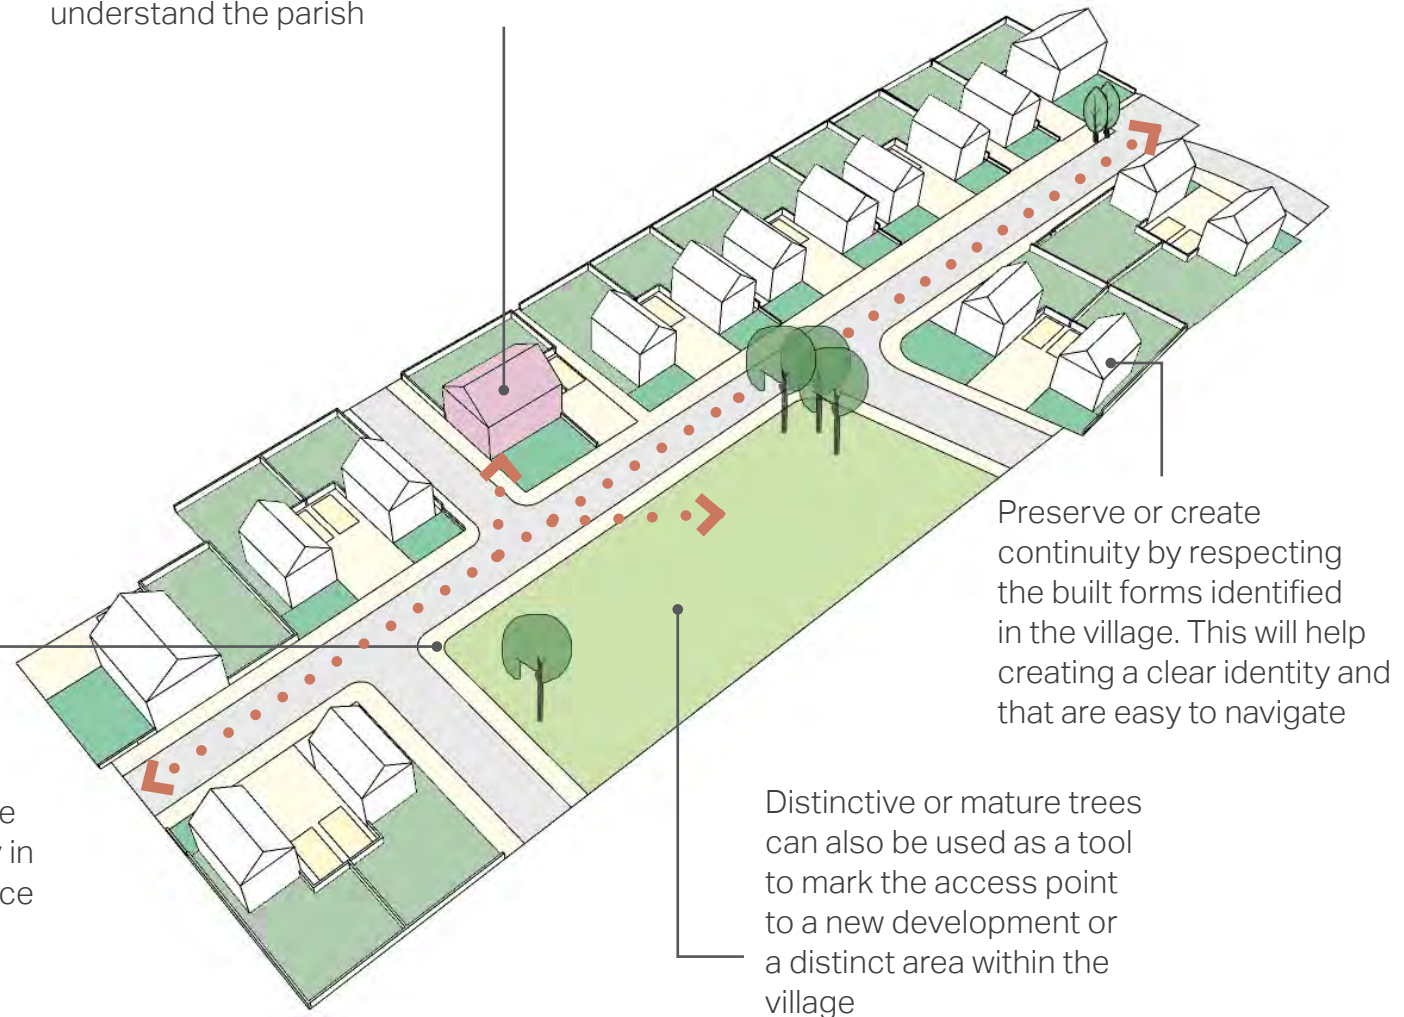 understand the parish
Preserve or create
continuity by respecting
the built forms identified
in the village. This will help
creating a clear identity and
that are easy to navigate
Distinctive or mature trees
can also be used as a tool
to mark the access point
to a new development or
a distinct area within the
village
in